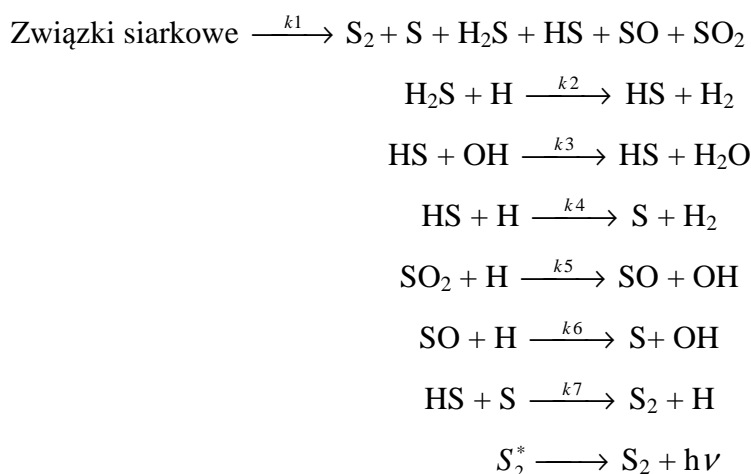 Związki siarkowe —k1→ S₂ + S + H₂S + HS + SO + SO₂
H₂S + H —k2→ HS + H₂
HS + OH —k3→ HS + H₂O
HS + H —k4→ S + H₂
SO₂ + H —k5→ SO + OH
SO + H —k6→ S+ OH
HS + S —k7→ S₂ + H
S₂* ⟶ S₂ + hν